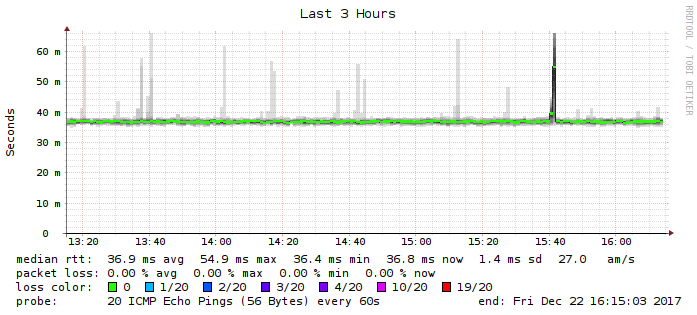 Last 3 Hours
RRDTOOL / TOBI OETIKER
Seconds
60 m
50 m
40 m
30 m
20 m
10 m
0
13:20 13:40 14:00 14:20 14:40 15:00 15:20 15:40 16:00
median rtt: 36.9 ms avg 54.9 ms max 36.4 ms min 36.8 ms now 1.4 ms sd 27.0 am/s
packet loss: 0.00 % avg 0.00 % max 0.00 % min 0.00 % now
loss color: 0 1/20 2/20 3/20 4/20 10/20 19/20
probe: 20 ICMP Echo Pings (56 Bytes) every 60s end: Fri Dec 22 16:15:03 2017